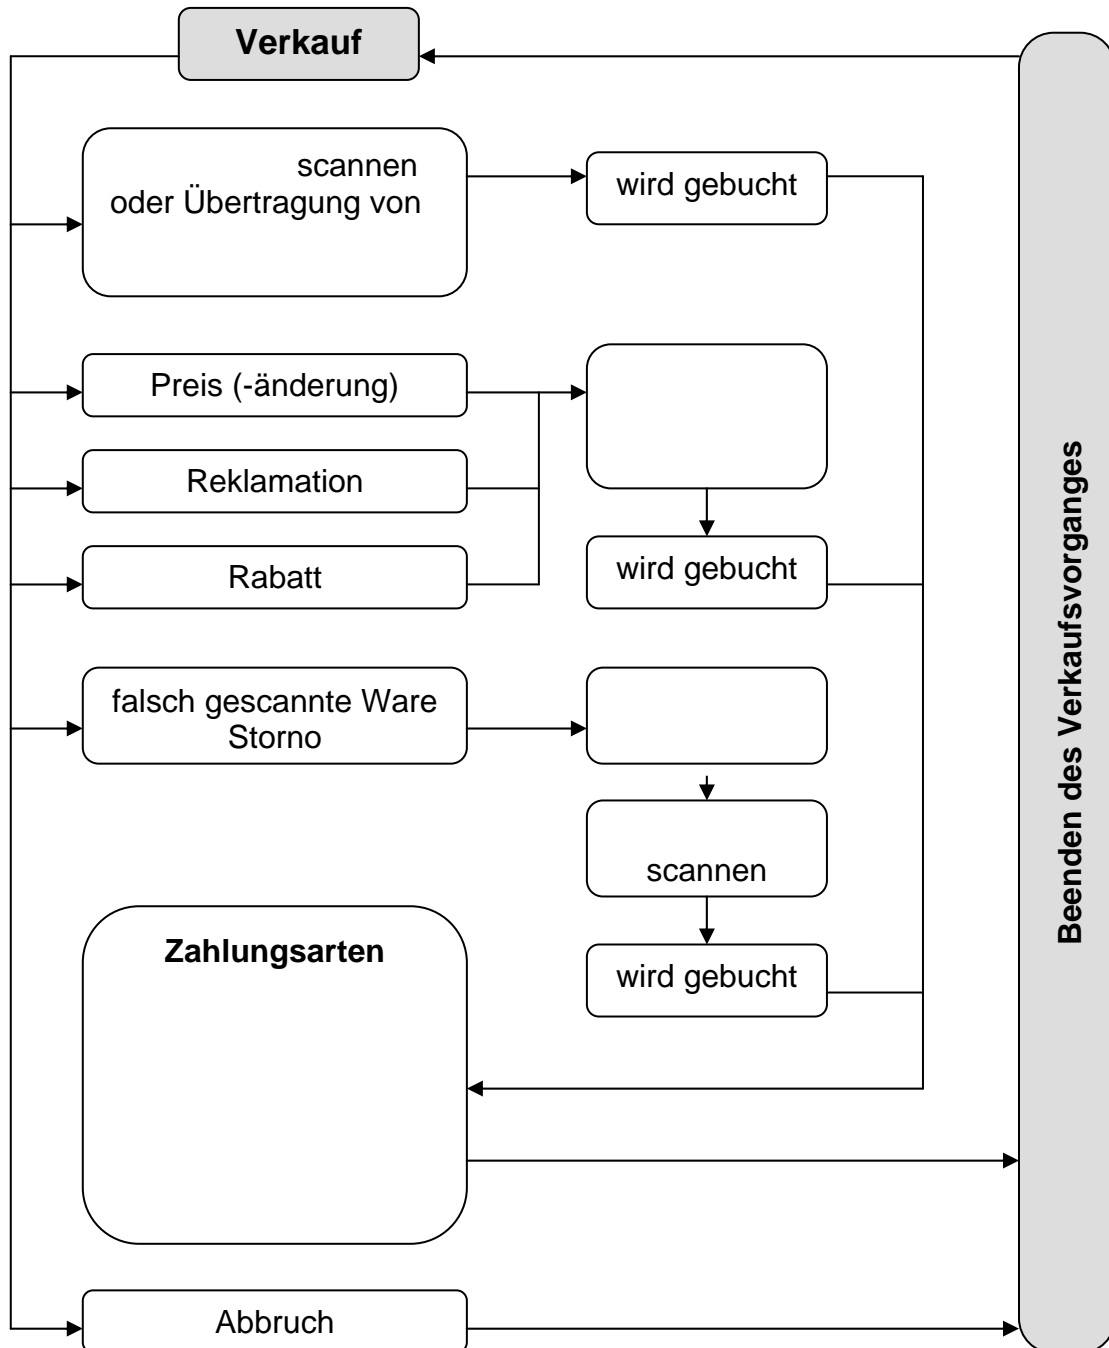 Verkauf
scannen
oder Übertragung von
wird gebucht
Preis (-änderung)
Reklamation
Rabatt
wird gebucht
falsch gescannte Ware
Storno
scannen
wird gebucht
Zahlungsarten
Abbruch
Beenden des Verkaufsvorganges